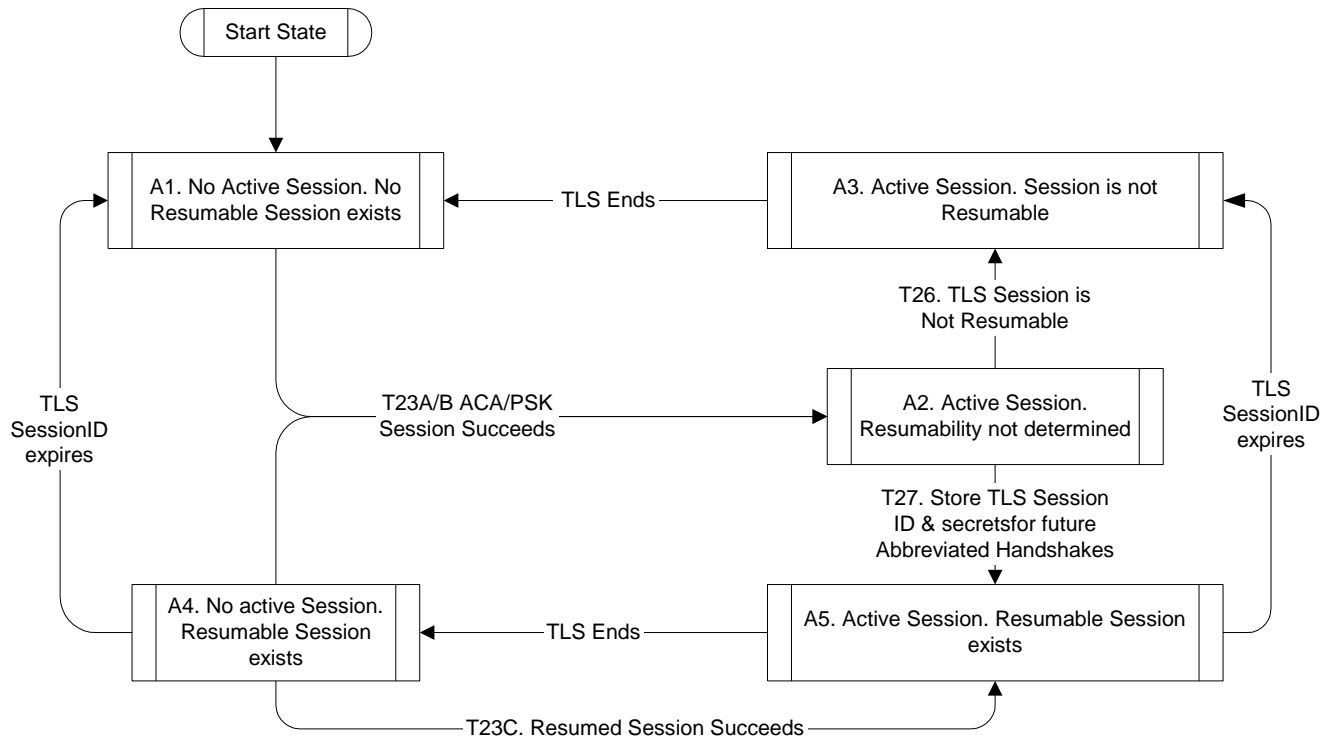 Start State
A1. No Active Session. No
Resumable Session exists
TLS Ends
A3. Active Session. Session is not
Resumable
T26. TLS Session is
Not Resumable
TLS
SessionID
expires
T23A/B ACA/PSK
Session Succeeds
A2. Active Session.
Resumability not determined
TLS
SessionID
expires
T27. Store TLS Session
ID & secretsfor future
Abbreviated Handshakes
A4. No active Session.
Resumable Session
exists
TLS Ends
A5. Active Session. Resumable Session
exists
T23C. Resumed Session Succeeds